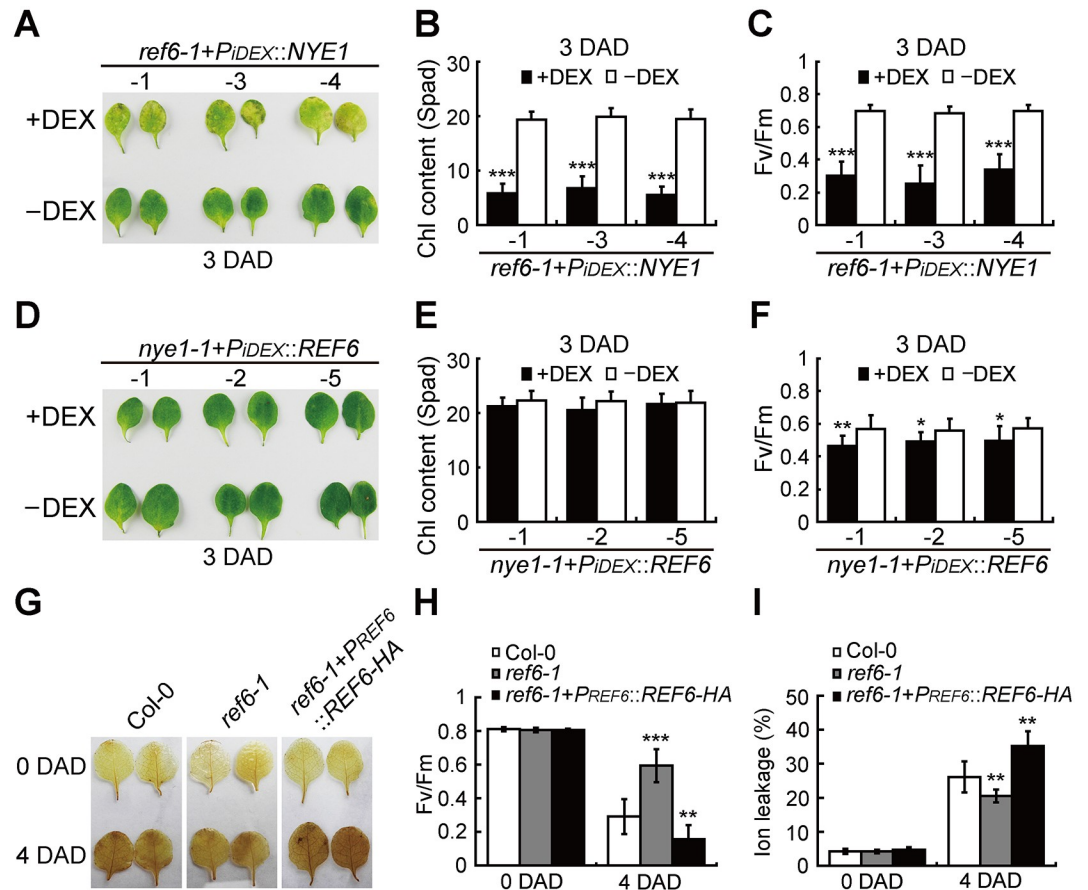 A
ref6-1+PiDEX::NYE1
-1 -3 -4
+DEX
−DEX
3 DAD
B
3 DAD
+DEX −DEX
Chl content (Spad)
30
20
10
0
*** *** ***
-1 -3 -4
ref6-1+PiDEX::NYE1
C
3 DAD
+DEX −DEX
Fv/Fm
1
0.8
0.6
0.4
0.2
0
*** *** ***
-1 -3 -4
ref6-1+PiDEX::NYE1
D
nye1-1+PiDEX::REF6
-1 -2 -5
+DEX
−DEX
3 DAD
E
3 DAD
+DEX −DEX
Chl content (Spad)
30
20
10
0
-1 -2 -5
nye1-1+PiDEX::REF6
F
3 DAD
+DEX −DEX
Fv/Fm
1
0.8
0.6
0.4
0.2
0
** * *
-1 -2 -5
nye1-1+PiDEX::REF6
G
Col-0
ref6-1
ref6-1+PREF6
::REF6-HA
0 DAD
4 DAD
H
Col-0
ref6-1
ref6-1+PREF6::REF6-HA
Fv/Fm
1
0.8
0.6
0.4
0.2
0
***
**
0 DAD 4 DAD
I
Col-0
ref6-1
ref6-1+PREF6::REF6-HA
Ion leakage (%)
50
40
30
20
10
0
**
**
0 DAD 4 DAD